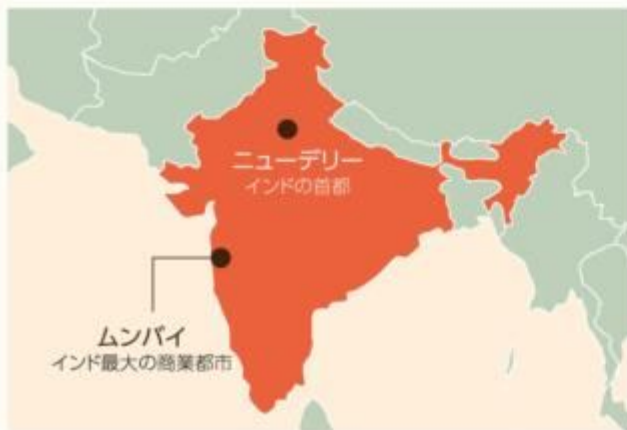 ニューデリー
インドの首都
ムンバイ
インド最大の商業都市